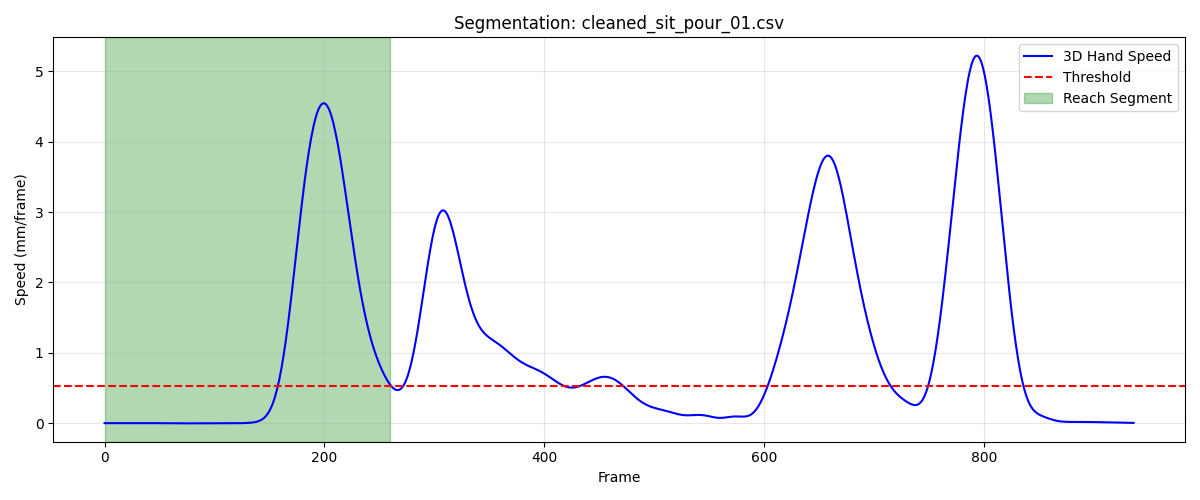 Segmentation: cleaned_sit_pour_01.csv
3D Hand Speed
Threshold
Reach Segment
Speed (mm/frame)
5
4
3
2
1
0
0 200 400 600 800
Frame